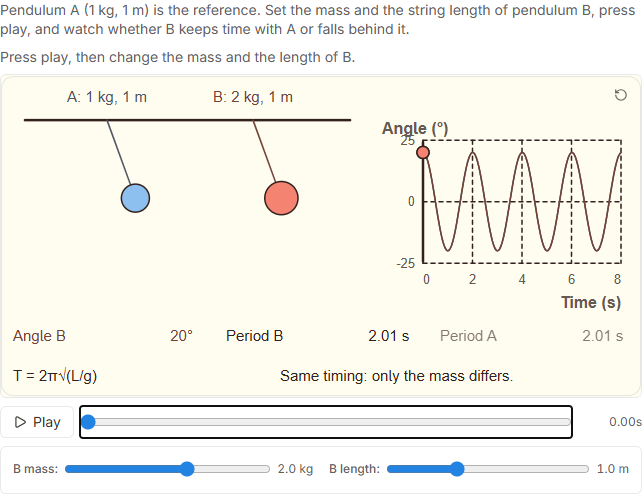 Pendulum A (1 kg, 1 m) is the reference. Set the mass and the string length of pendulum B, press
play, and watch whether B keeps time with A or falls behind it.
Press play, then change the mass and the length of B.
A: 1 kg, 1 m
B: 2 kg, 1 m
Angle (°)
25
0
-25
0 2 4 6 8
Time (s)
Angle B 20° Period B 2.01 s Period A 2.01 s
T = 2π√(L/g) Same timing: only the mass differs.
Play 0.00s
B mass: 2.0 kg B length: 1.0 m